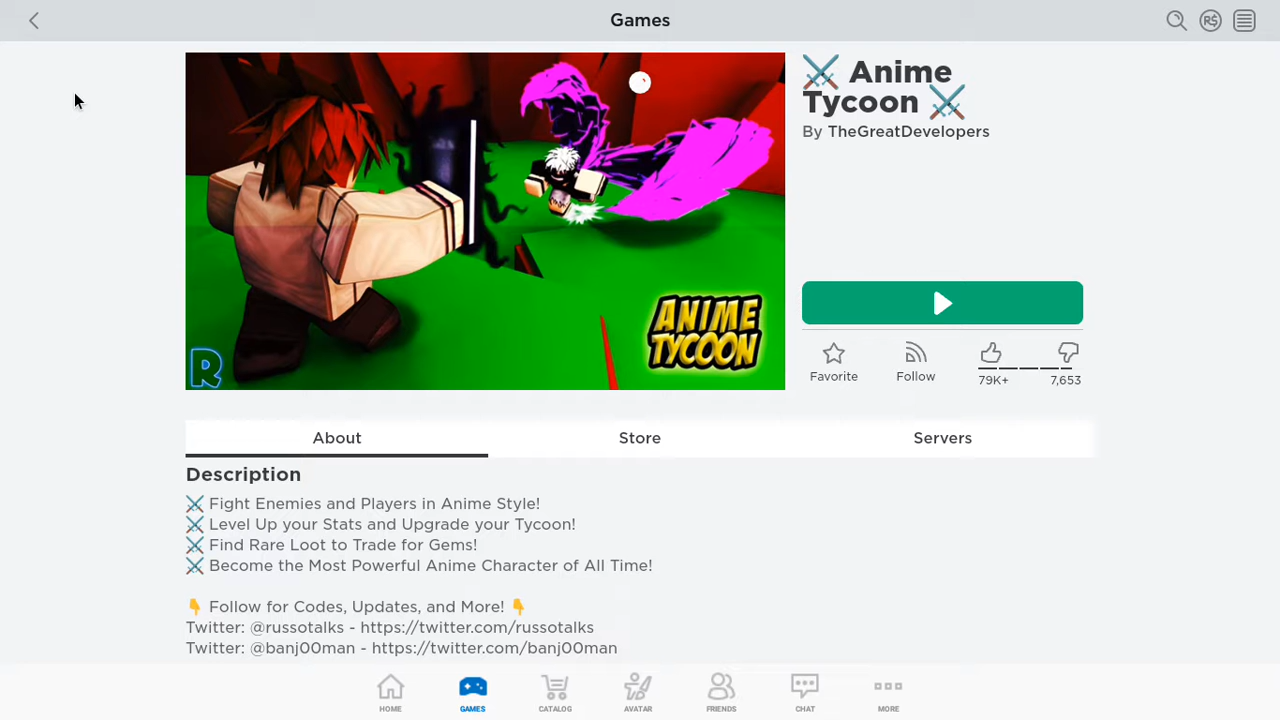 Games
R$
⚔️ Anime
Tycoon ⚔️
By TheGreatDevelopers
ANIME
TYCOON
R
Favorite
Follow
79K+
7,653
About
Store
Servers
Description
⚔️ Fight Enemies and Players in Anime Style!
⚔️ Level Up your Stats and Upgrade your Tycoon!
⚔️ Find Rare Loot to Trade for Gems!
⚔️ Become the Most Powerful Anime Character of All Time!
👇 Follow for Codes, Updates, and More! 👇
Twitter: @russotalks - https://twitter.com/russotalks
Twitter: @banj00man - https://twitter.com/banj00man
HOME
GAMES
CATALOG
AVATAR
FRIENDS
CHAT
MORE